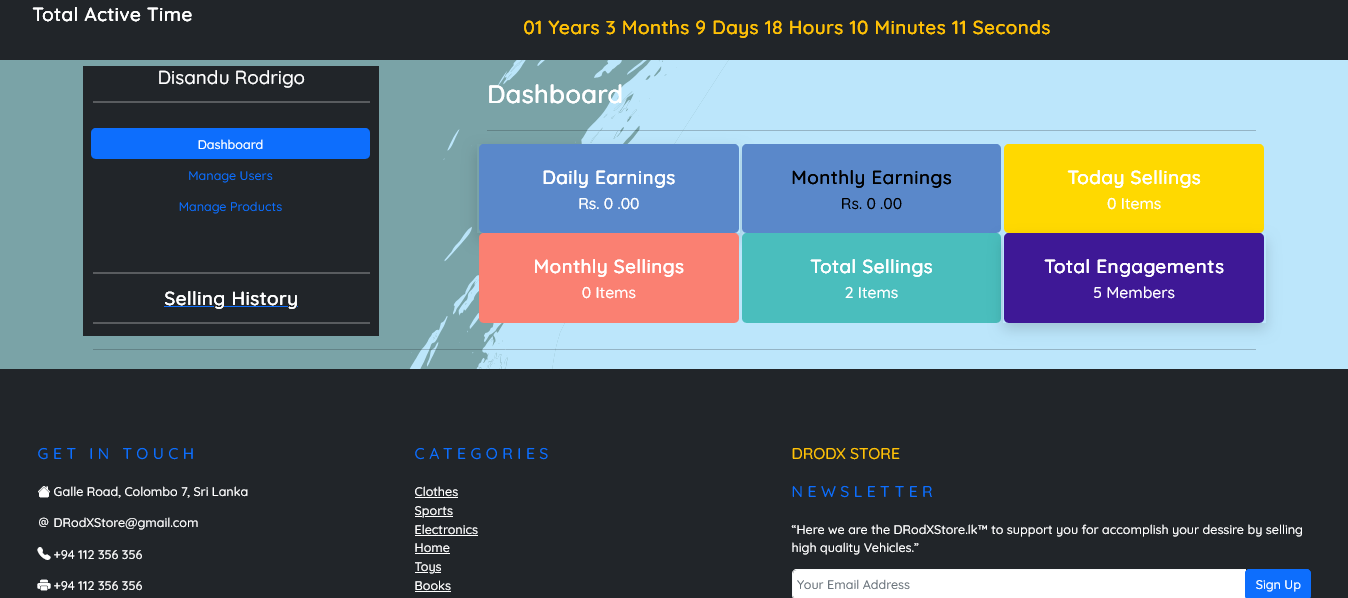 Total Active Time
01 Years 3 Months 9 Days 18 Hours 10 Minutes 11 Seconds
Disandu Rodrigo
Dashboard
Manage Users
Manage Products
Selling History
Dashboard
Daily Earnings
Rs. 0 .00
Monthly Earnings
Rs. 0 .00
Today Sellings
0 Items
Monthly Sellings
0 Items
Total Sellings
2 Items
Total Engagements
5 Members
GET IN TOUCH
Galle Road, Colombo 7, Sri Lanka
@ DRodXStore@gmail.com
+94 112 356 356
+94 112 356 356
CATEGORIES
Clothes
Sports
Electronics
Home
Toys
Books
DRODX STORE
NEWSLETTER
“Here we are the DRodXStore.lk™ to support you for accomplish your dessire by selling
high quality Vehicles.”
Your Email Address
Sign Up